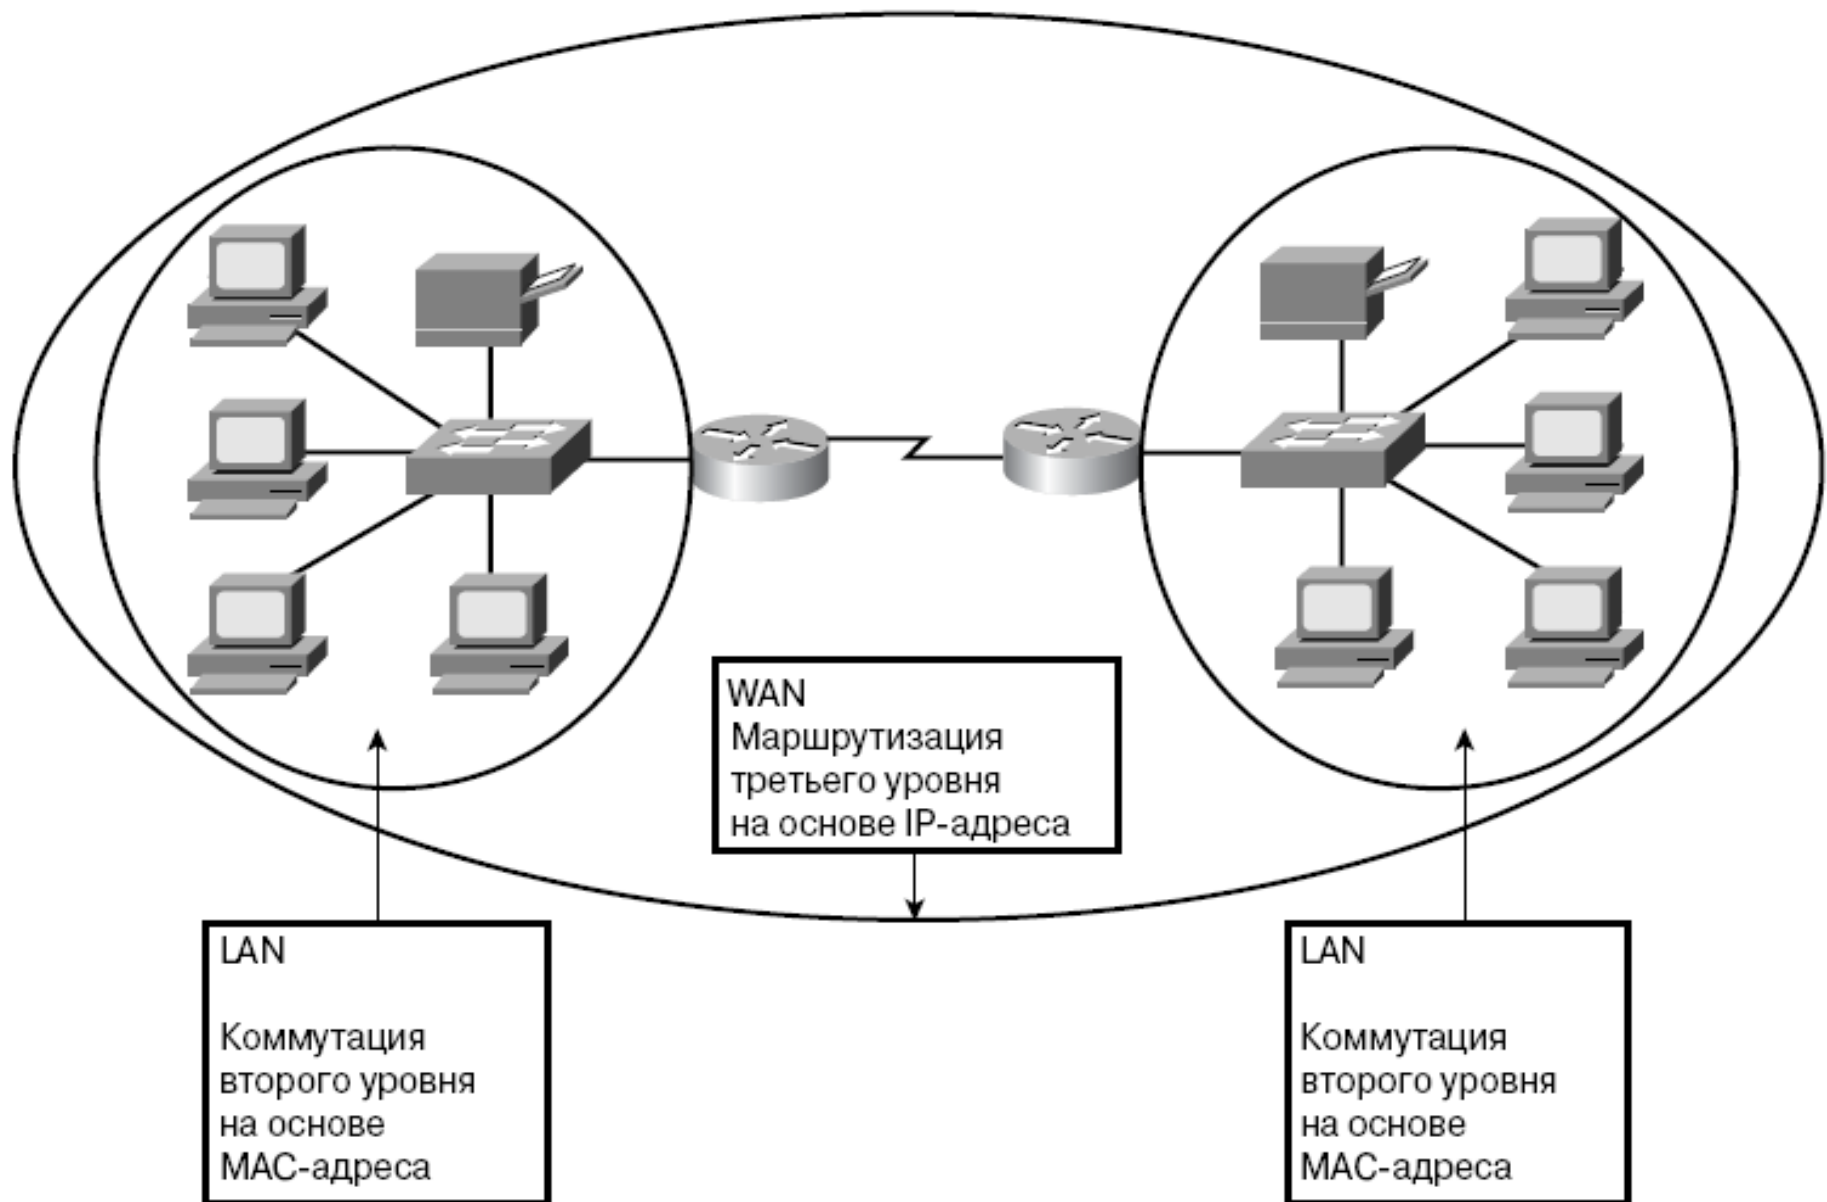 WAN
Маршрутизация
третьего уровня
на основе IP-адреса
LAN
Коммутация
второго уровня
на основе
MAC-адреса
LAN
Коммутация
второго уровня
на основе
MAC-адреса